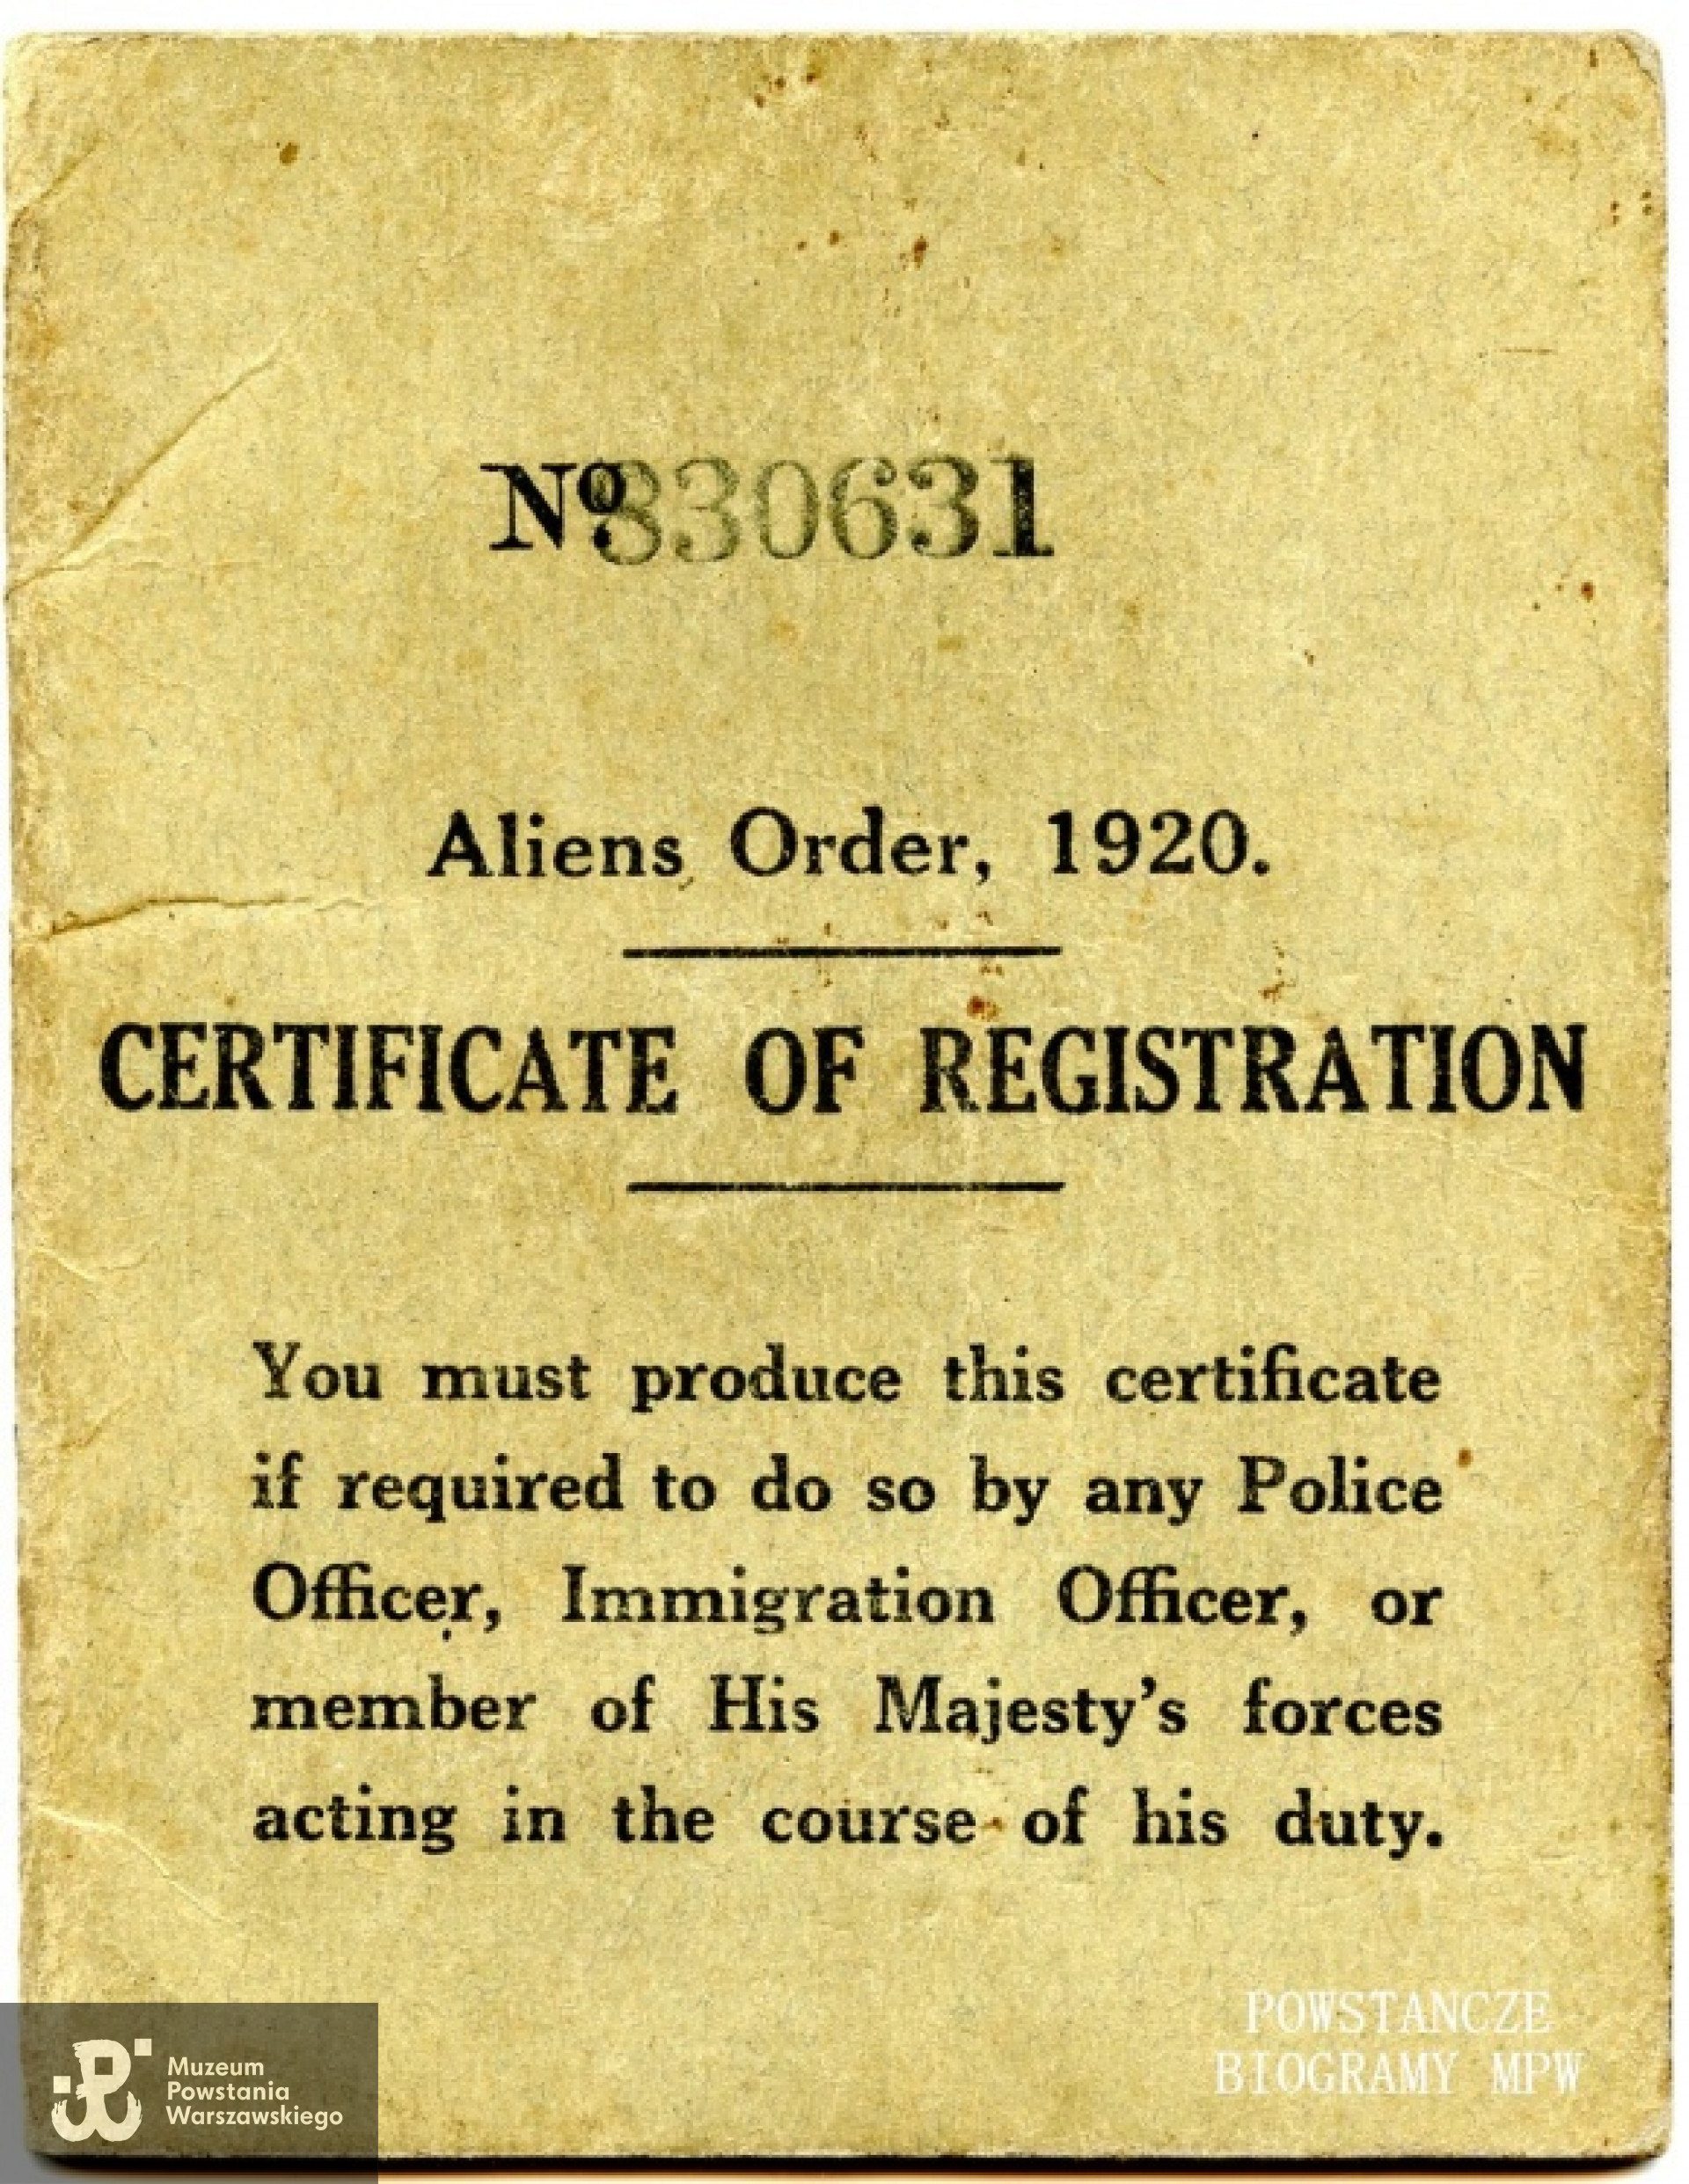 Nº 830631
Aliens Order, 1920.
CERTIFICATE OF REGISTRATION
You must produce this certificate
if required to do so by any Police
Officer, Immigration Officer, or
member of His Majesty's forces
acting in the course of his duty.
POWSTANCZE
BIOGRAMY MPW
Muzeum
Powstania
Warszawskiego